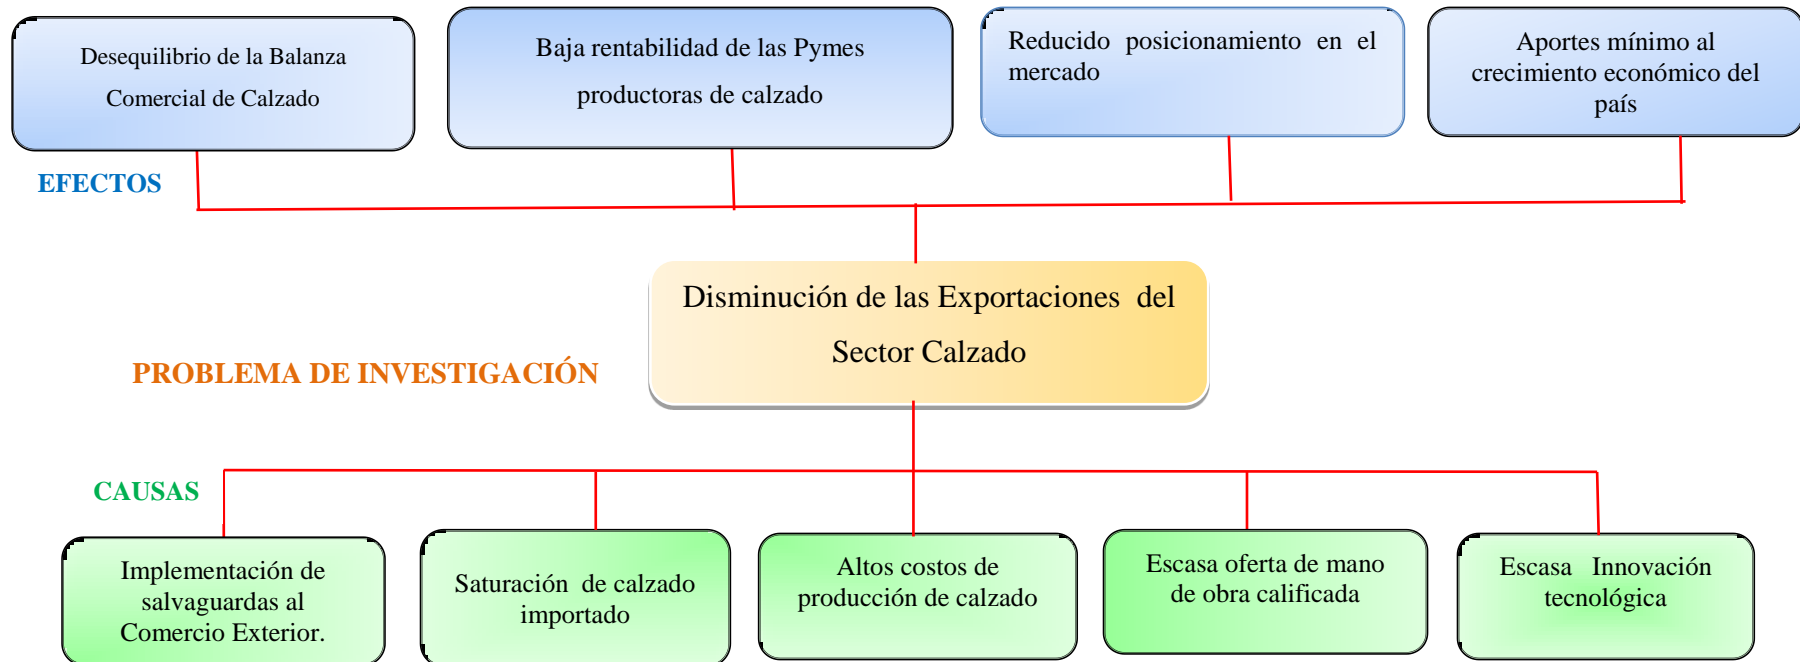 Desequilibrio de la Balanza
Comercial de Calzado
Baja rentabilidad de las Pymes
productoras de calzado
Reducido posicionamiento en el
mercado
Aportes mínimo al
crecimiento económico del
país
EFECTOS
Disminución de las Exportaciones del
Sector Calzado
PROBLEMA DE INVESTIGACIÓN
CAUSAS
Implementación de
salvaguardas al
Comercio Exterior.
Saturación de calzado
importado
Altos costos de
producción de calzado
Escasa oferta de mano
de obra calificada
Escasa Innovación
tecnológica